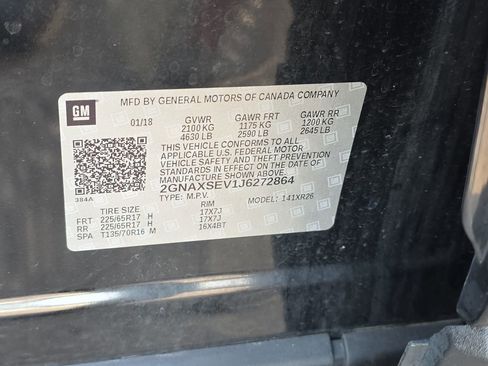 GM
MFD BY GENERAL MOTORS OF CANADA COMPANY
01/18 GVWR GAWR FRT GAWR RR
2100 KG 1175 KG 1200 KG
4630 LB 2590 LB 2645 LB
THIS VEHICLE CONFORMS TO ALL
APPLICABLE U.S. FEDERAL MOTOR
VEHICLE SAFETY AND THEFT
PREVENTION STANDARDS IN
EFFECT ON THE DATE OF
MANUFACTURE SHOWN ABOVE.
2GNAXSEV1J6272864
384A TYPE: M.P.V. MODEL: 141XR26
TIRE SIZE RIM
FRT 225/65R17 H 17X7J
RR 225/65R17 H 17X7J
SPA T135/70R16 M 16X4BT